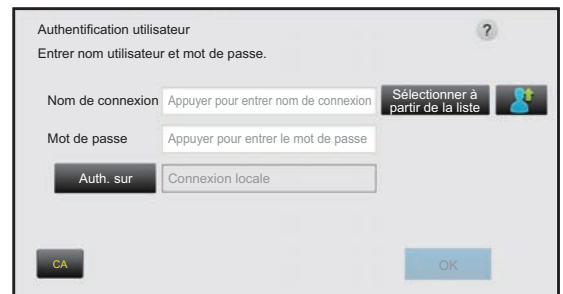 Authentification utilisateur
?
Entrer nom utilisateur et mot de passe.
Nom de connexion Appuyer pour entrer nom de connexion Sélectionner à
partir de la liste
Mot de passe Appuyer pour entrer le mot de passe
Auth. sur Connexion locale
CA OK